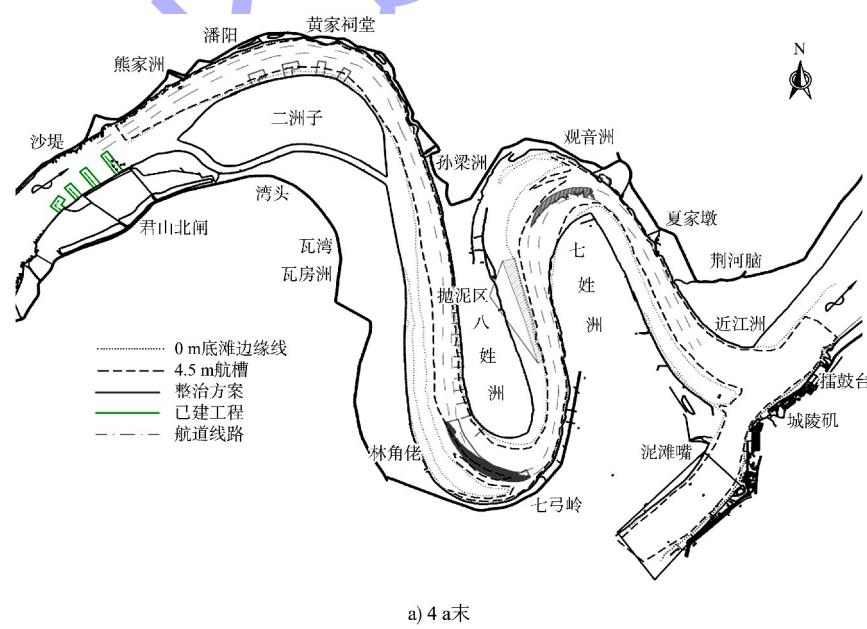 黄家祠堂
潘阳
熊家洲
N
二洲子
沙堤
孙梁洲
观音洲
湾头
君山北闸
夏家墩
瓦湾
瓦房洲
七
姓
洲
荆河脑
抛泥区
八
姓
洲
近江洲
0 m底滩边缘线
4.5 m航槽
整治方案
已建工程
航道线路
擂鼓台
城陵矶
林角佬
泥滩嘴
七弓岭
a) 4 a末